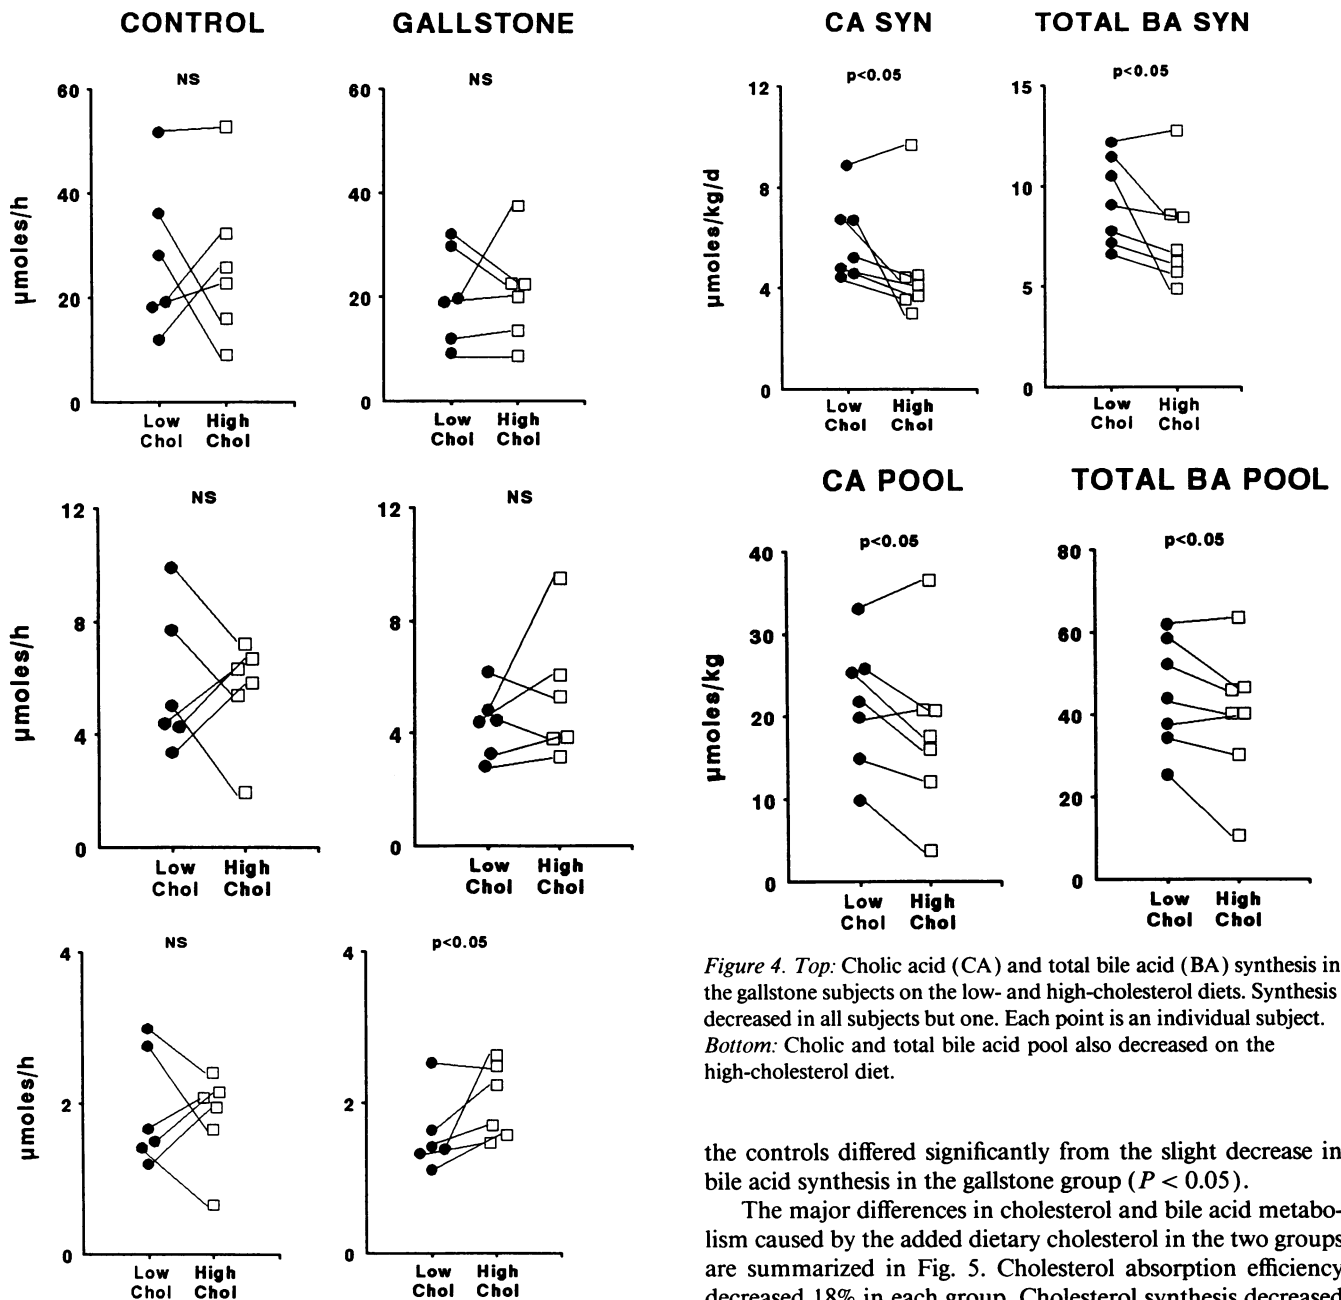 CONTROL
GALLSTONE
NS
NS
60
40
20
0
µmoles/h
Low
Chol
High
Chol
60
40
20
0
Low
Chol
High
Chol
NS
NS
12
8
4
0
µmoles/h
Low
Chol
High
Chol
12
8
4
0
Low
Chol
High
Chol
NS
p<0.05
4
2
0
µmoles/h
Low
Chol
High
Chol
4
2
0
Low
Chol
High
Chol
CA SYN
TOTAL BA SYN
p<0.05
p<0.05
12
8
4
0
µmoles/kg/d
Low
Chol
High
Chol
15
10
5
0
Low
Chol
High
Chol
CA POOL
TOTAL BA POOL
p<0.05
p<0.05
40
30
20
10
0
µmoles/kg
Low
Chol
High
Chol
80
60
40
20
0
Low
Chol
High
Chol
Figure 4. Top: Cholic acid (CA) and total bile acid (BA) synthesis in
the gallstone subjects on the low- and high-cholesterol diets. Synthesis
decreased in all subjects but one. Each point is an individual subject.
Bottom: Cholic and total bile acid pool also decreased on the
high-cholesterol diet.
the controls differed significantly from the slight decrease in
bile acid synthesis in the gallstone group (P < 0.05).
The major differences in cholesterol and bile acid metabo-
lism caused by the added dietary cholesterol in the two groups
are summarized in Fig. 5. Cholesterol absorption efficiency
decreased 18% in each group. Cholesterol synthesis decreased